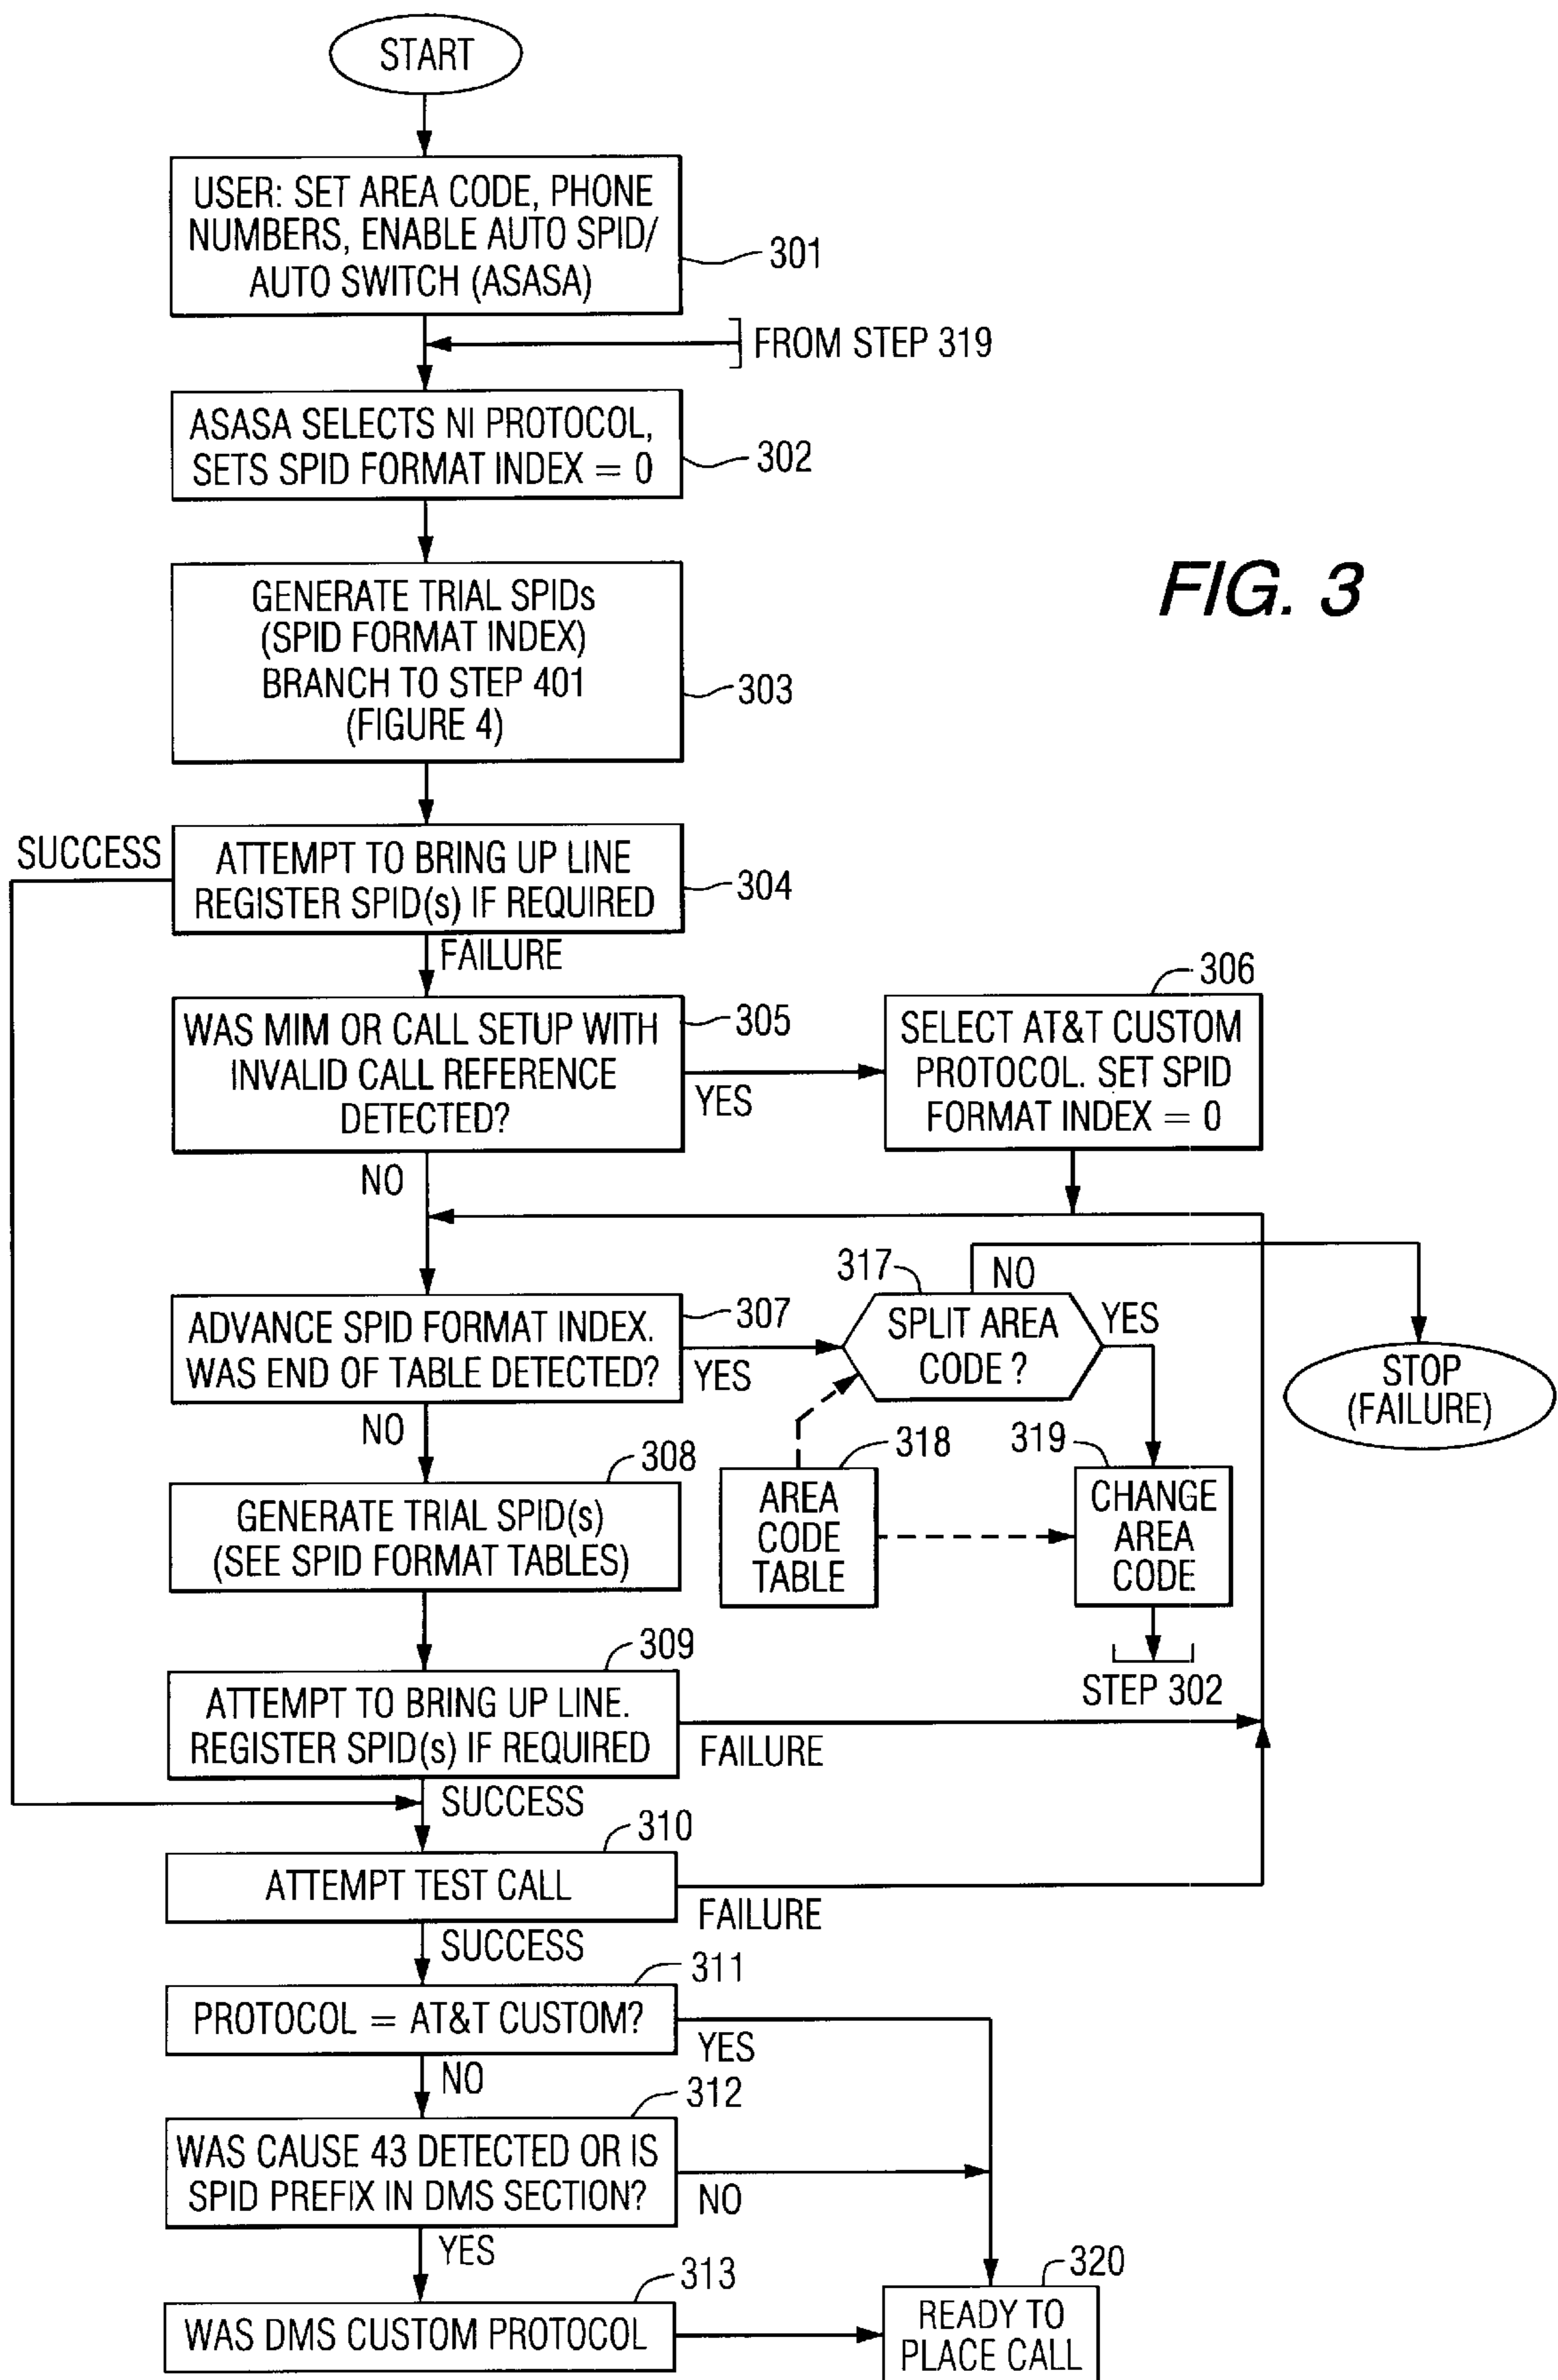 START
USER: SET AREA CODE, PHONE
NUMBERS, ENABLE AUTO SPID/
AUTO SWITCH (ASASA)
301
FROM STEP 319
ASASA SELECTS NI PROTOCOL,
SETS SPID FORMAT INDEX = 0
302
FIG. 3
GENERATE TRIAL SPIDs
(SPID FORMAT INDEX)
BRANCH TO STEP 401
(FIGURE 4)
303
SUCCESS
ATTEMPT TO BRING UP LINE
REGISTER SPID(s) IF REQUIRED
304
FAILURE
WAS MIM OR CALL SETUP WITH
INVALID CALL REFERENCE
DETECTED?
305
YES
306
SELECT AT&T CUSTOM
PROTOCOL. SET SPID
FORMAT INDEX = 0
NO
ADVANCE SPID FORMAT INDEX.
WAS END OF TABLE DETECTED?
307
YES
317
SPLIT AREA
CODE ?
NO
YES
STOP
(FAILURE)
NO
308
GENERATE TRIAL SPID(s)
(SEE SPID FORMAT TABLES)
318
AREA
CODE
TABLE
319
CHANGE
AREA
CODE
STEP 302
309
ATTEMPT TO BRING UP LINE.
REGISTER SPID(s) IF REQUIRED
FAILURE
SUCCESS
310
ATTEMPT TEST CALL
FAILURE
SUCCESS
311
PROTOCOL = AT&T CUSTOM?
YES
NO
312
WAS CAUSE 43 DETECTED OR IS
SPID PREFIX IN DMS SECTION?
NO
YES
313
WAS DMS CUSTOM PROTOCOL
320
READY TO
PLACE CALL